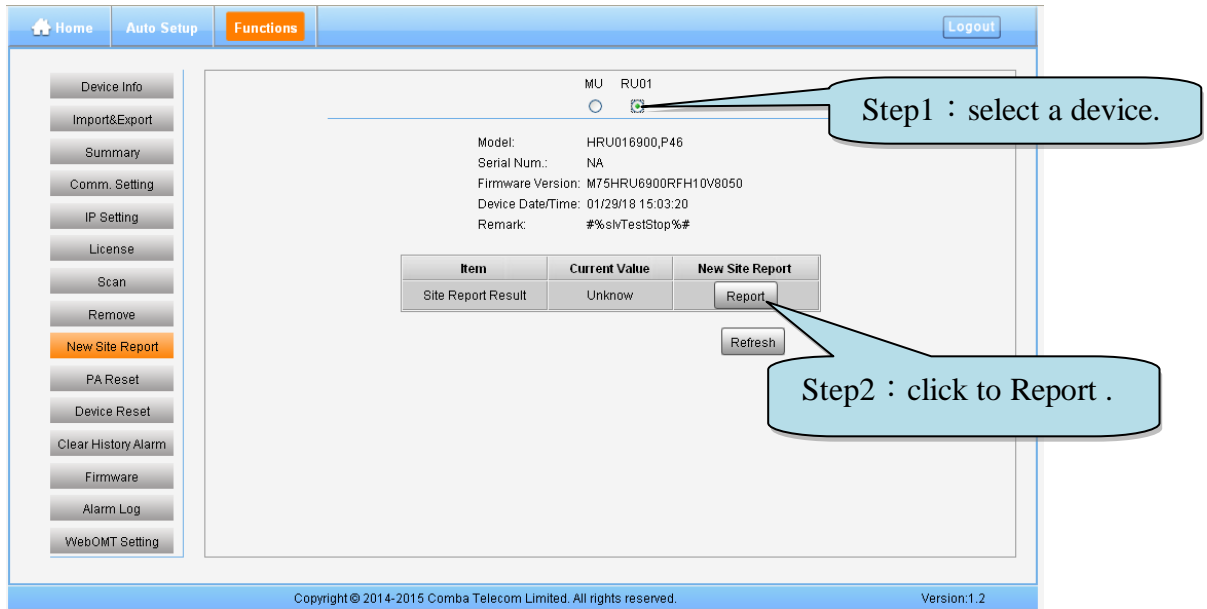 Home Auto Setup Functions Logout
Device Info
Import&Export
Summary
Comm. Setting
IP Setting
License
Scan
Remove
New Site Report
PA Reset
Device Reset
Clear History Alarm
Firmware
Alarm Log
WebOMT Setting
MU RU01
Step1：select a device.
Model: HRU016900,P46
Serial Num.: NA
Firmware Version: M75HRU6900RFH10V8050
Device Date/Time: 01/29/18 15:03:20
Remark: #%slvTestStop%#
Item Current Value New Site Report
Site Report Result Unknow Report
Refresh
Step2：click to Report .
Copyright © 2014-2015 Comba Telecom Limited. All rights reserved. Version:1.2